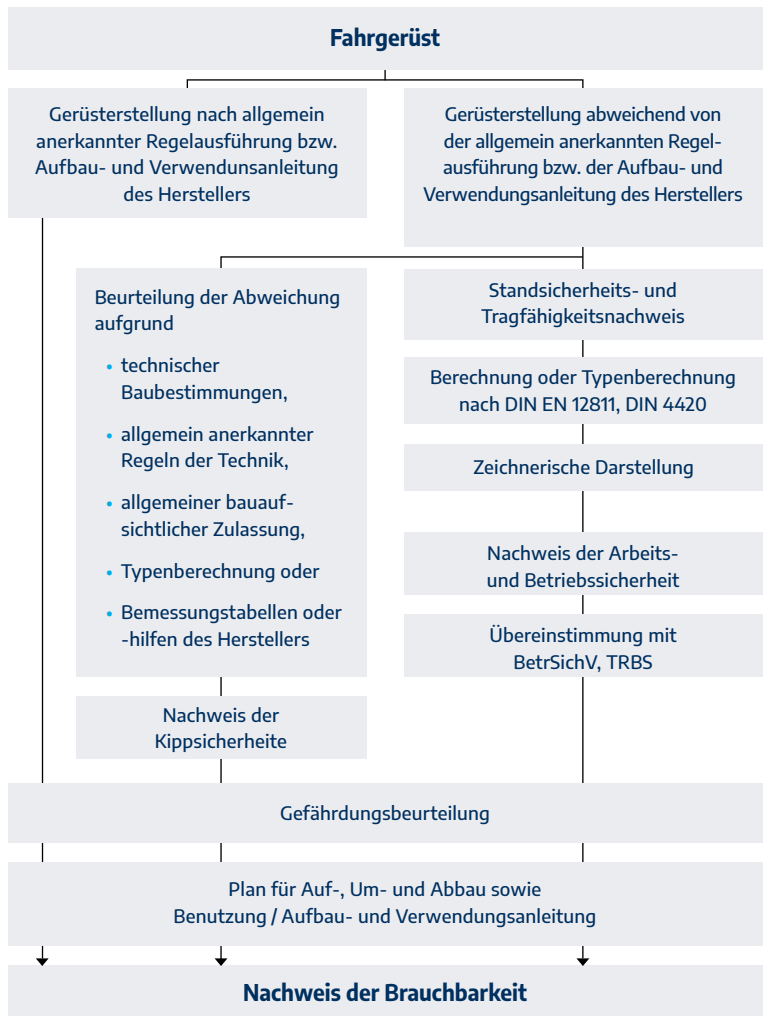 Fahrgerüst
Gerüsterstellung nach allgemein
anerkannter Regelausführung bzw.
Aufbau- und Verwendunsanleitung
des Herstellers
Gerüsterstellung abweichend von
der allgemein anerkannten Regel-
ausführung bzw. der Aufbau- und
Verwendungsanleitung des Herstellers
Beurteilung der Abweichung
aufgrund
• technischer
Baubestimmungen,
• allgemein anerkannter
Regeln der Technik,
• allgemeiner bauauf-
sichtlicher Zulassung,
• Typenberechnung oder
• Bemessungstabellen oder
-hilfen des Herstellers
Nachweis der
Kippsicherheite
Standsicherheits- und
Tragfähigkeitsnachweis
Berechnung oder Typenberechnung
nach DIN EN 12811, DIN 4420
Zeichnerische Darstellung
Nachweis der Arbeits-
und Betriebssicherheit
Übereinstimmung mit
BetrSichV, TRBS
Gefährdungsbeurteilung
Plan für Auf-, Um- und Abbau sowie
Benutzung / Aufbau- und Verwendungsanleitung
Nachweis der Brauchbarkeit